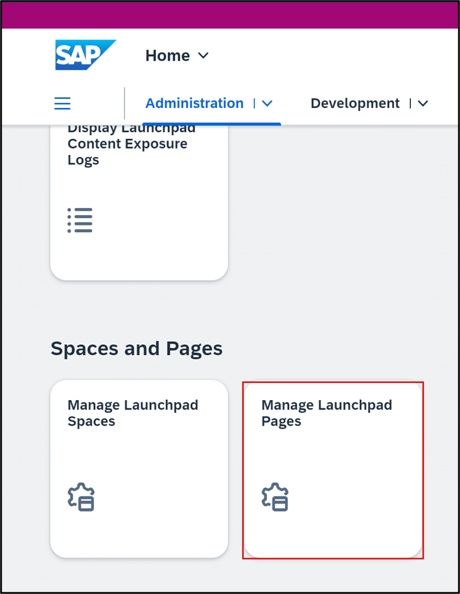 SAP
Home
Administration
Development
Display Launchpad
Content Exposure
Logs
Spaces and Pages
Manage Launchpad
Spaces
Manage Launchpad
Pages